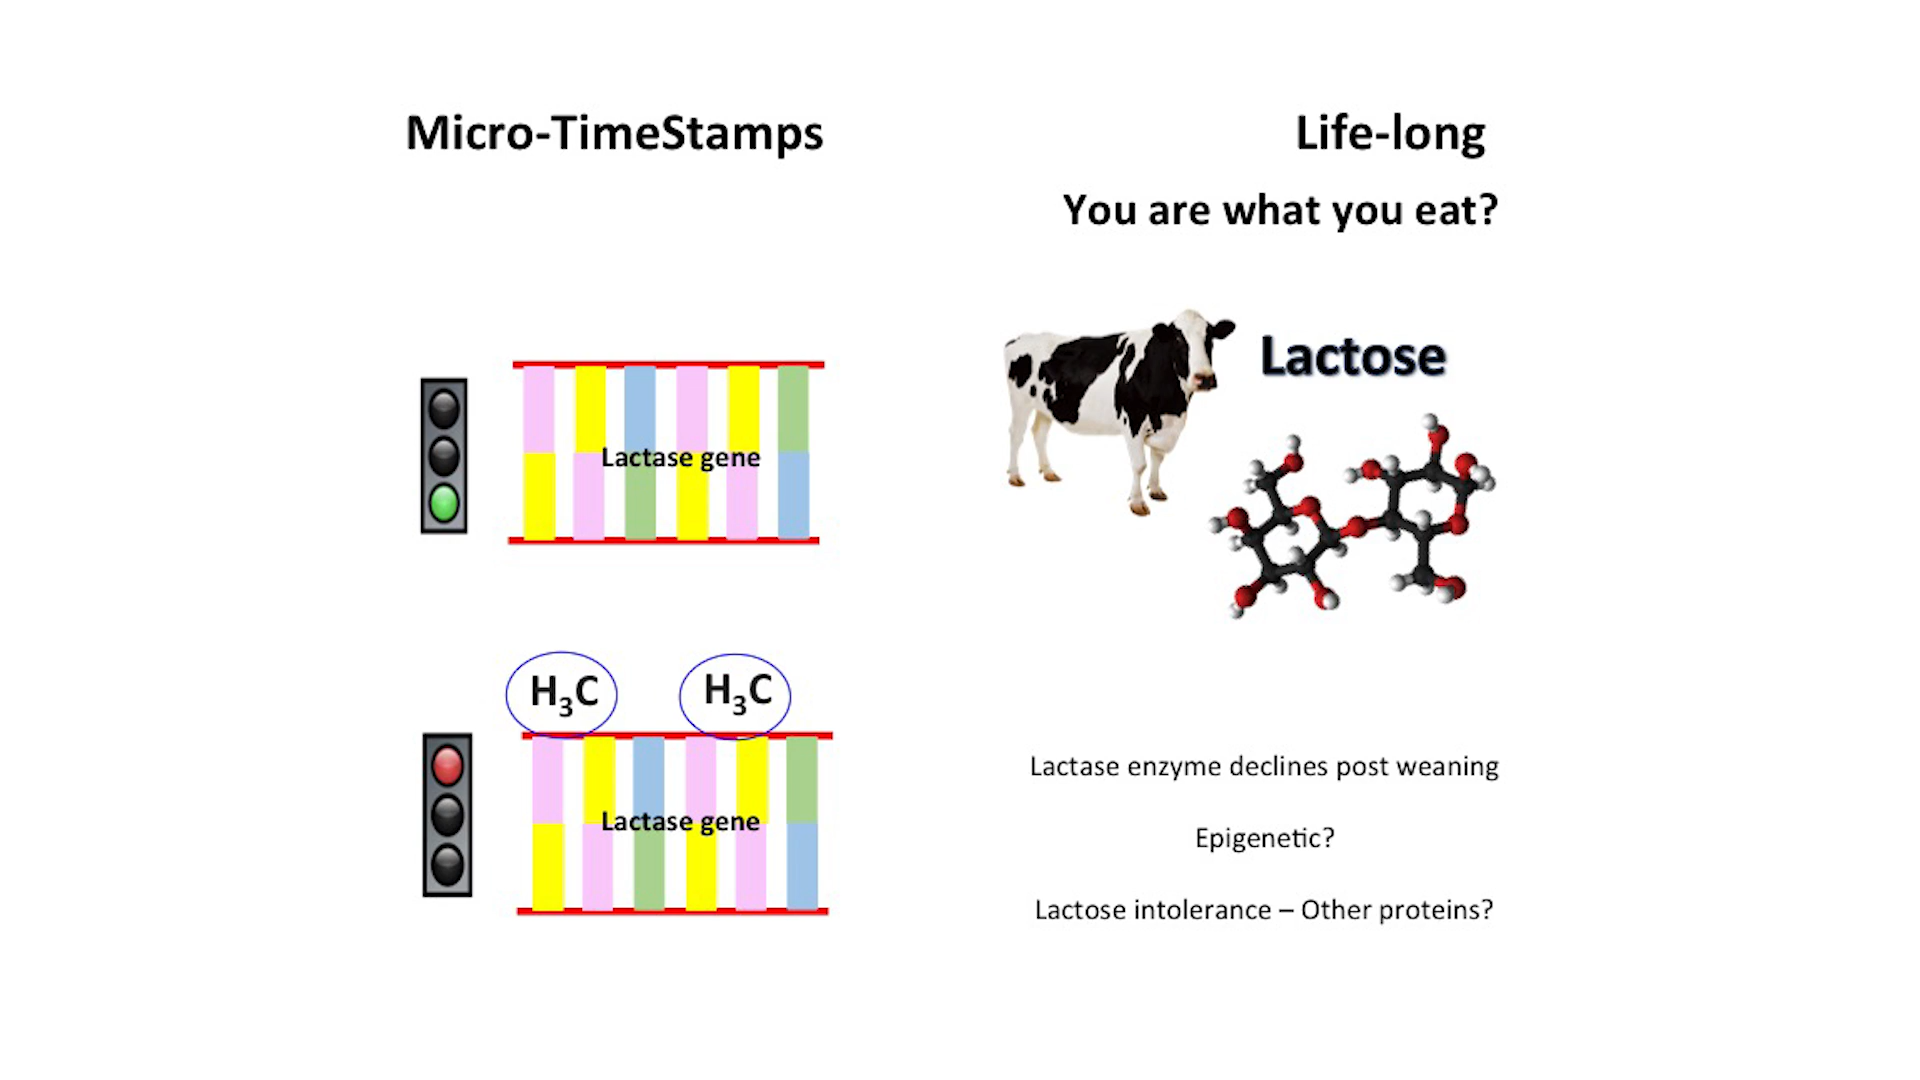 Micro-TimeStamps
Life-long
You are what you eat?
Lactose
Lactase gene
H₃C
H₃C
Lactase gene
Lactase enzyme declines post weaning
Epigenetic?
Lactose intolerance – Other proteins?